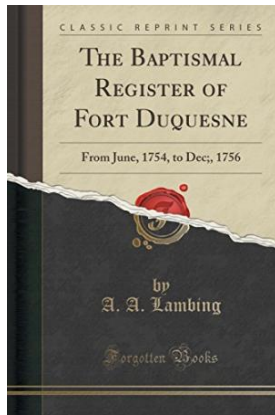 CLASSIC REPRINT SERIES
THE BAPTISMAL
REGISTER OF
FORT DUQUESNE
From June, 1754, to Dec;, 1756
by
A. A. Lambing
Forgotten Books